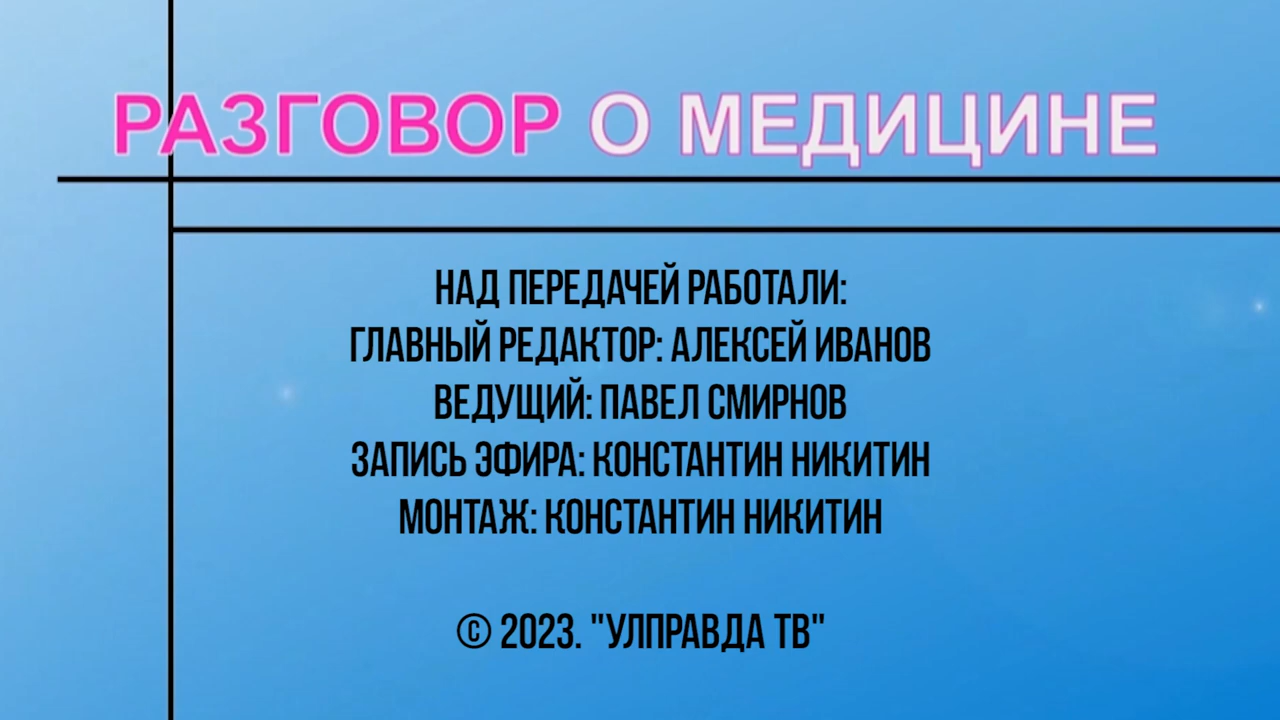 РАЗГОВОР О МЕДИЦИНЕ
НАД ПЕРЕДАЧЕЙ РАБОТАЛИ:
ГЛАВНЫЙ РЕДАКТОР: АЛЕКСЕЙ ИВАНОВ
ВЕДУЩИЙ: ПАВЕЛ СМИРНОВ
ЗАПИСЬ ЭФИРА: КОНСТАНТИН НИКИТИН
МОНТАЖ: КОНСТАНТИН НИКИТИН
© 2023. "УЛПРАВДА ТВ"